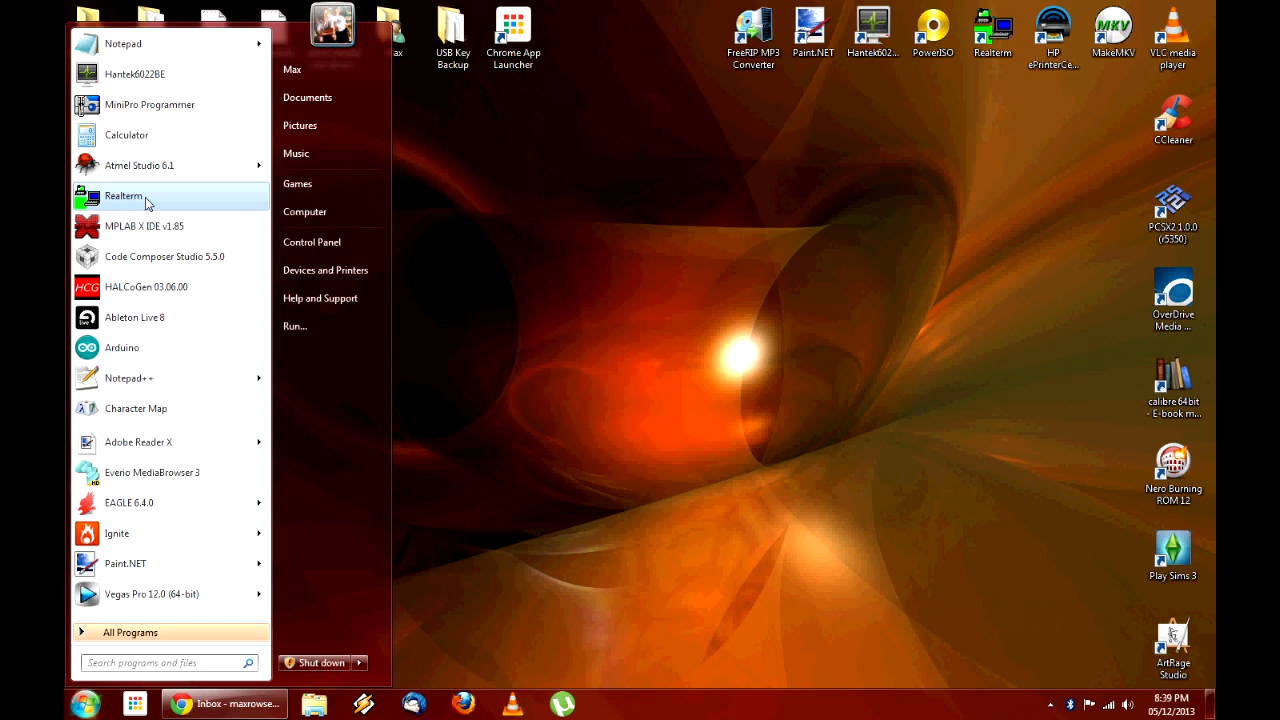 Notepad
Hantek6022BE
MiniPro Programmer
Calculator
Atmel Studio 6.1
Realterm
MPLAB X IDE v1.85
Code Composer Studio 5.5.0
HCG
HALCoGen 03.06.00
live
Ableton Live 8
Arduino
Notepad++
Character Map
Adobe Reader X
HD
Everio MediaBrowser 3
EAGLE 6.4.0
Ignite
Paint.NET
Vegas Pro 12.0 (64-bit)
All Programs
Search programs and files
Max
Documents
Pictures
Music
Games
Computer
Control Panel
Devices and Printers
Help and Support
Run...
Shut down
ax
USB Key
Backup
Chrome App
Launcher
FreeRIP MP3
Converter
Paint.NET
Hantek602...
PowerISO
Realterm
HP
ePrinterCe...
MKV
MakeMKV
VLC media
player
CCleaner
PCSX2 1.0.0
(r5350)
OverDrive
Media ...
calibre 64bit
- E-book m...
Nero Burning
ROM 12
Play Sims 3
ArtRage
Studio
Inbox - maxrowse...
8:39 PM
05/12/2013